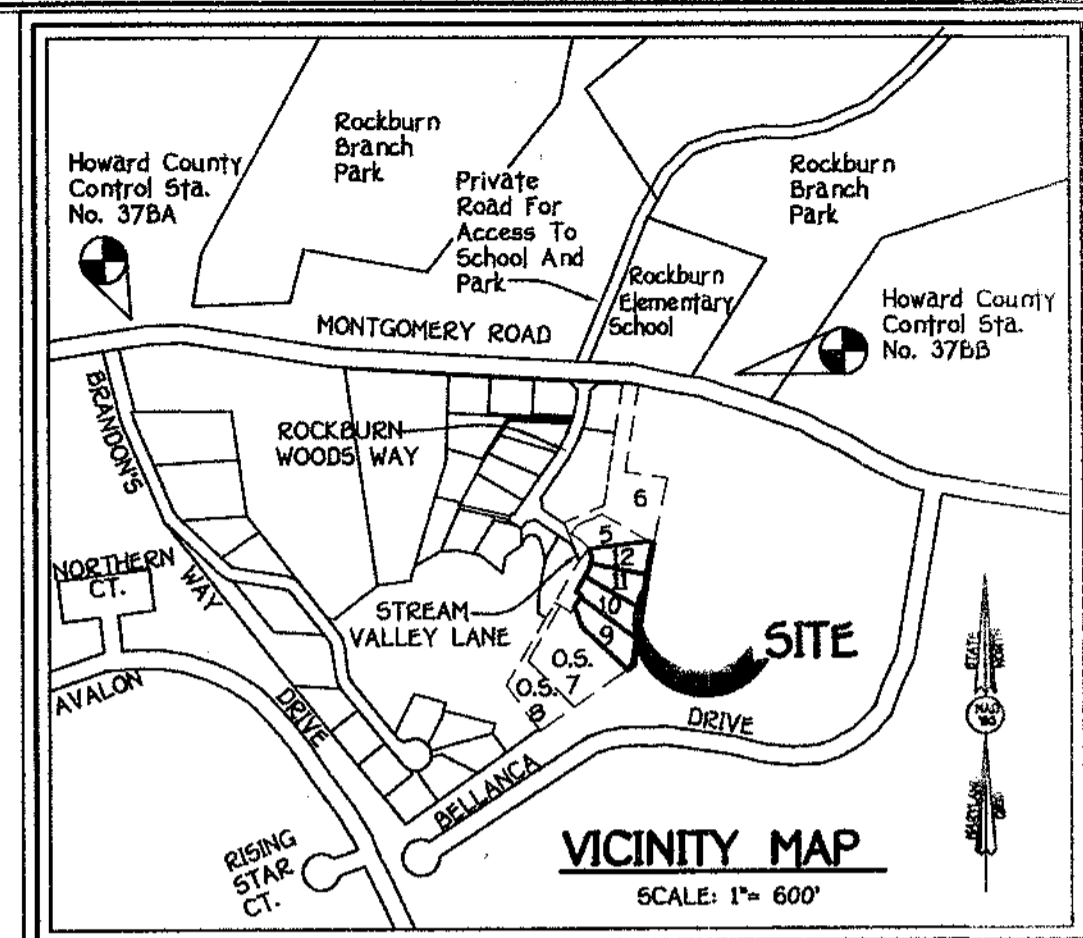 Rockburn
Branch
Park
Howard County
Control Sta.
No. 37BA
Private
Road For
Access To
School And
Park
Rockburn
Branch
Park
Rockburn
Elementary
School
Howard County
Control Sta.
No. 37BB
MONTGOMERY ROAD
BRANDON'S
WAY
ROCKBURN
WOODS WAY
6
5
12
11
10
9
NORTHERN
CT.
STREAM
VALLEY LANE
SITE
O.S.
7
O.S.
8
AVALON
DRIVE
BELLANCA
DRIVE
RISING
STAR
CT.
STATE
NORTH
MARYLAND
VICINITY MAP
SCALE: 1"= 600'